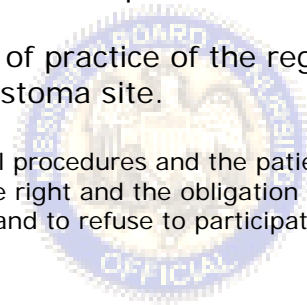 of practice of the reg
stoma site.
l procedures and the patie
e right and the obligation
and to refuse to participat
BOARD
OFFICIAL